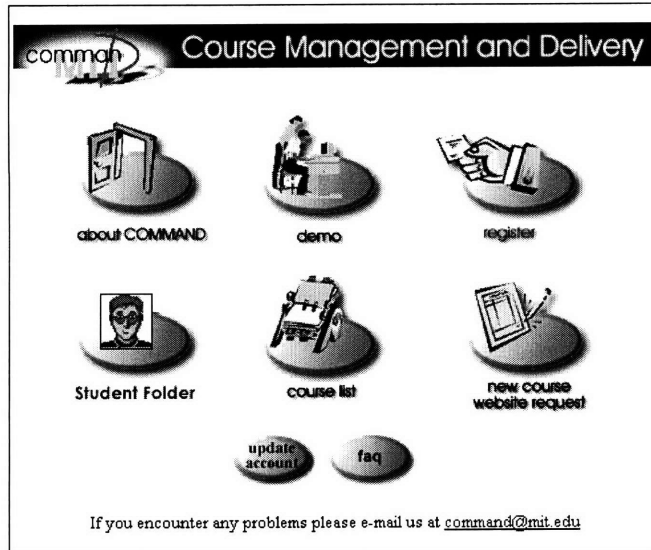 comman
Course Management and Delivery
about COMMAND
demo
register
Student Folder
course list
new course
website request
update
account
faq
If you encounter any problems please e-mail us at command@mit.edu